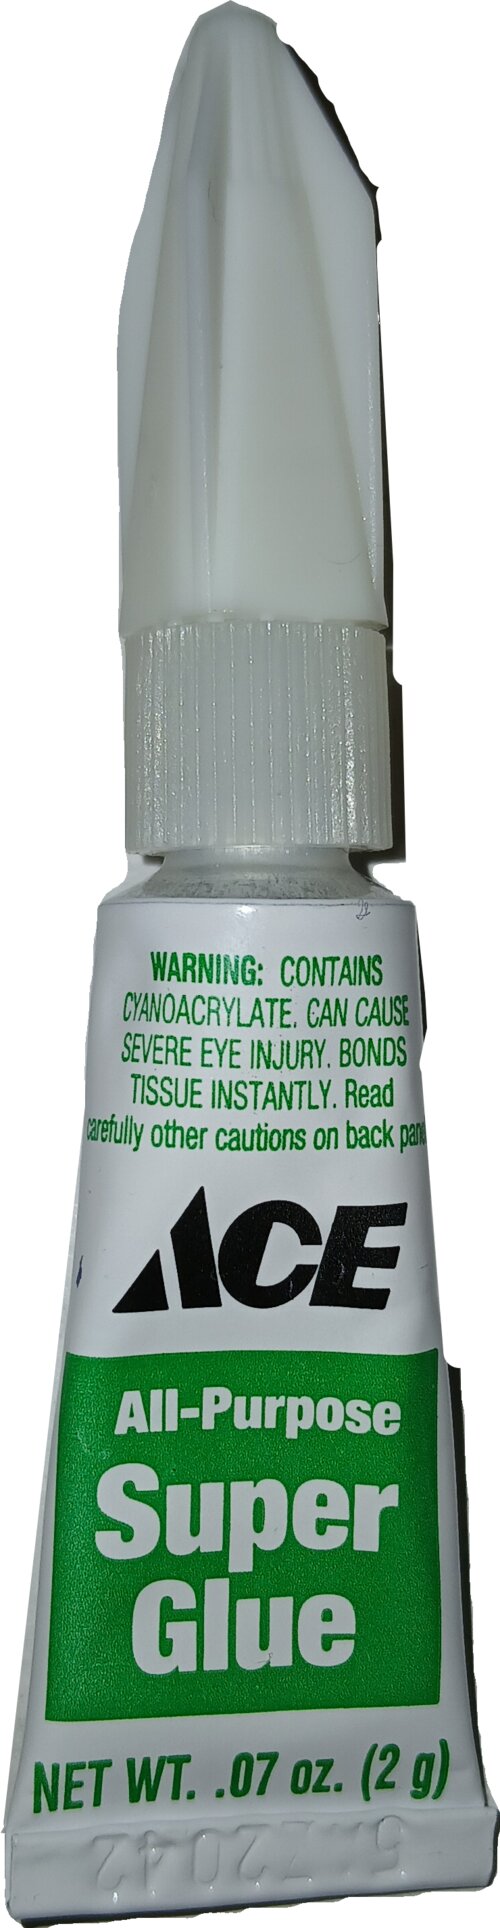 WARNING: CONTAINS
CYANOACRYLATE. CAN CAUSE
SEVERE EYE INJURY. BONDS
TISSUE INSTANTLY. Read
carefully other cautions on back
ACE
All-Purpose
Super
Glue
NET WT. .07 oz. (2 g)